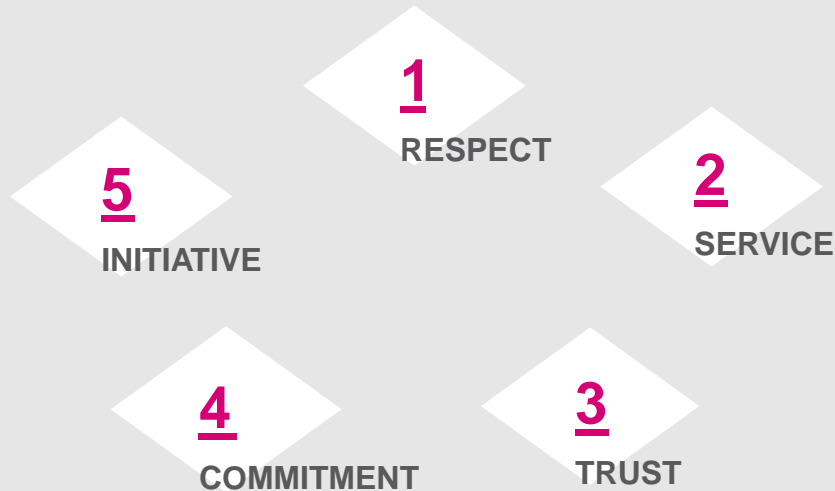 1
RESPECT
2
SERVICE
3
TRUST
4
COMMITMENT
5
INITIATIVE